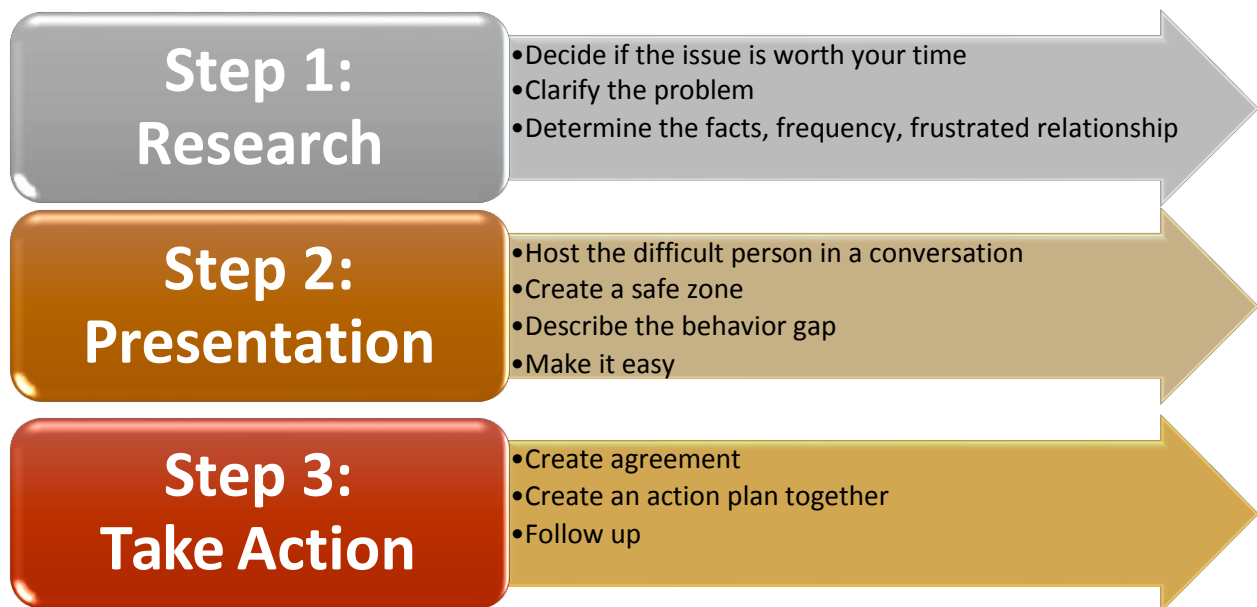 Step 1:
Research
•Decide if the issue is worth your time
•Clarify the problem
•Determine the facts, frequency, frustrated relationship
Step 2:
Presentation
•Host the difficult person in a conversation
•Create a safe zone
•Describe the behavior gap
•Make it easy
Step 3:
Take Action
•Create agreement
•Create an action plan together
•Follow up